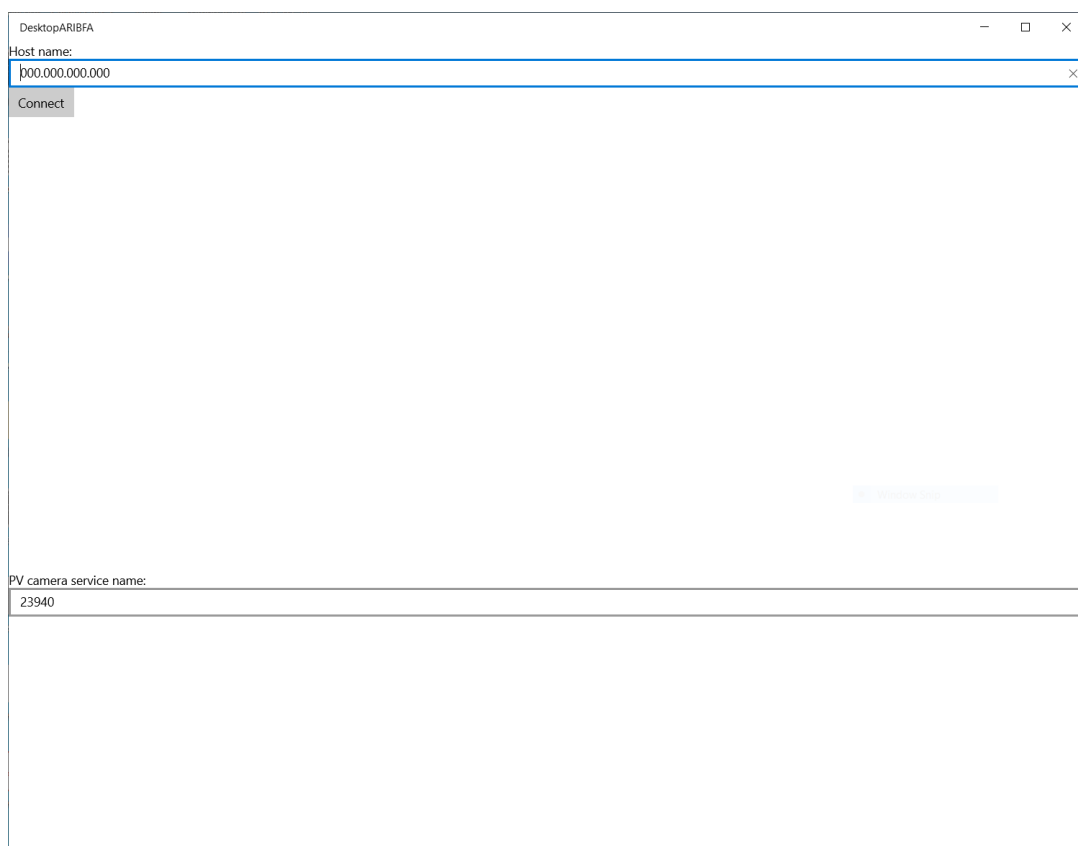 DesktopARIBFA
Host name:
000.000.000.000
Connect
PV camera service name:
23940